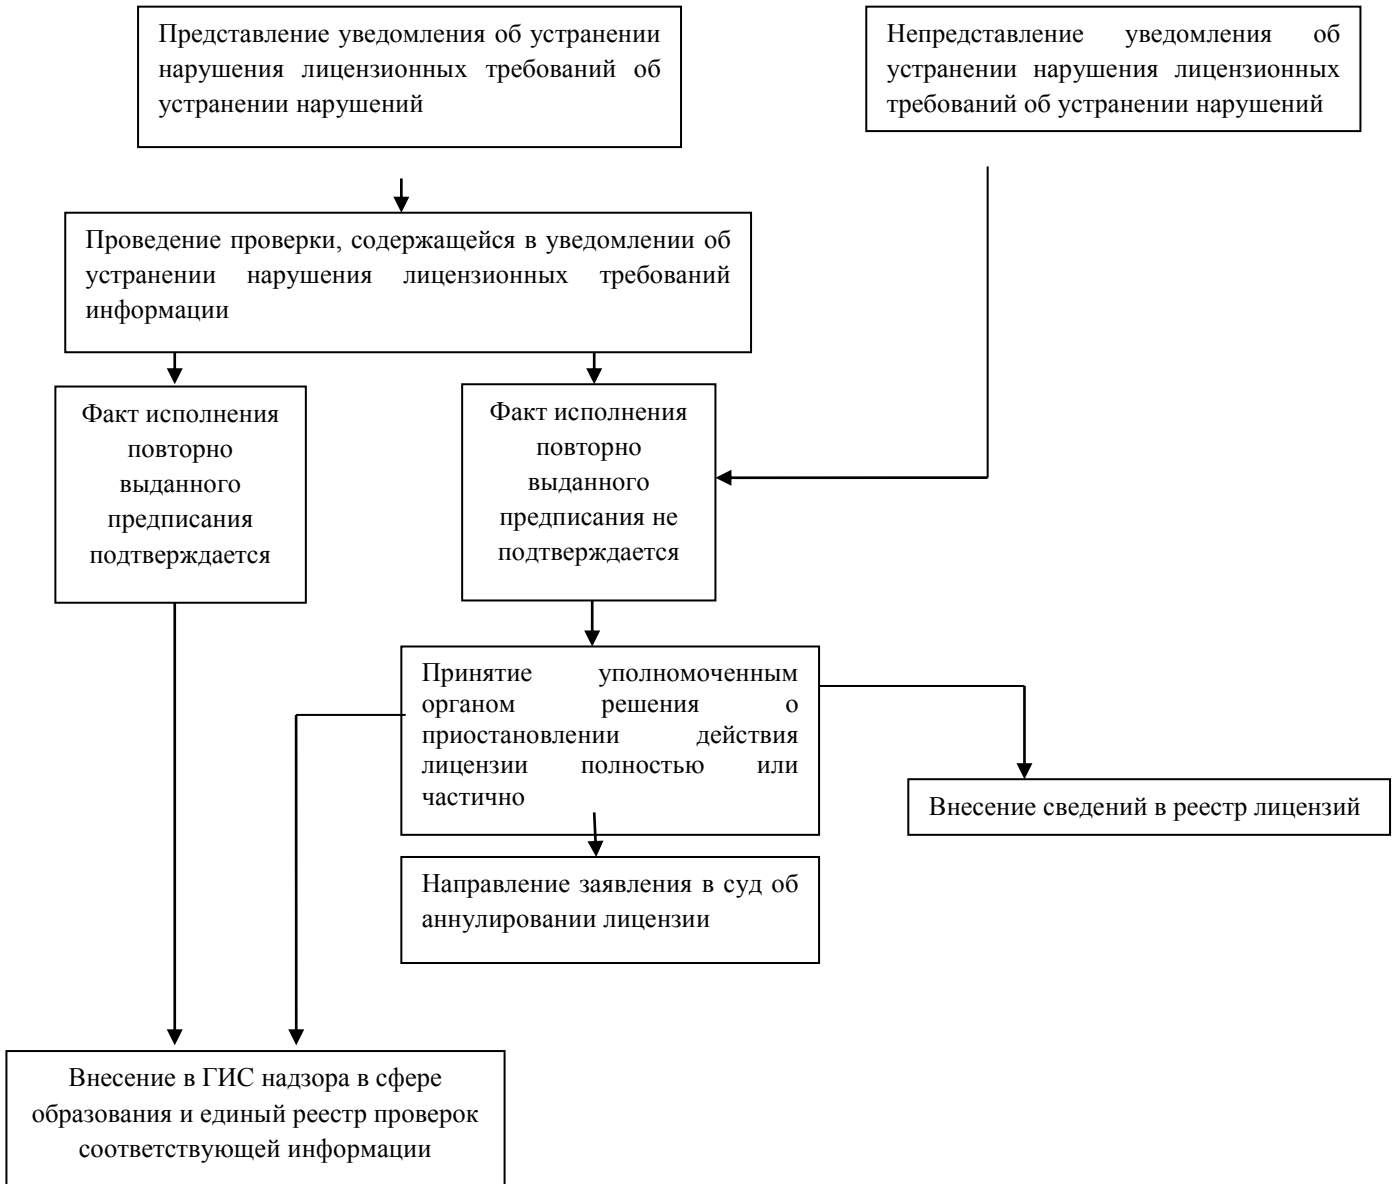 Представление уведомления об устранении
нарушения лицензионных требований об
устранении нарушений
Непредставление уведомления об
устранении нарушения лицензионных
требований об устранении нарушений
Проведение проверки, содержащейся в уведомлении об
устранении нарушения лицензионных требований
информации
Факт исполнения
повторно
выданного
предписания
подтверждается
Факт исполнения
повторно
выданного
предписания не
подтверждается
Принятие уполномоченным
органом решения о
приостановлении действия
лицензии полностью или
частично
Внесение сведений в реестр лицензий
Направление заявления в суд об
аннулировании лицензии
Внесение в ГИС надзора в сфере
образования и единый реестр проверок
соответствующей информации